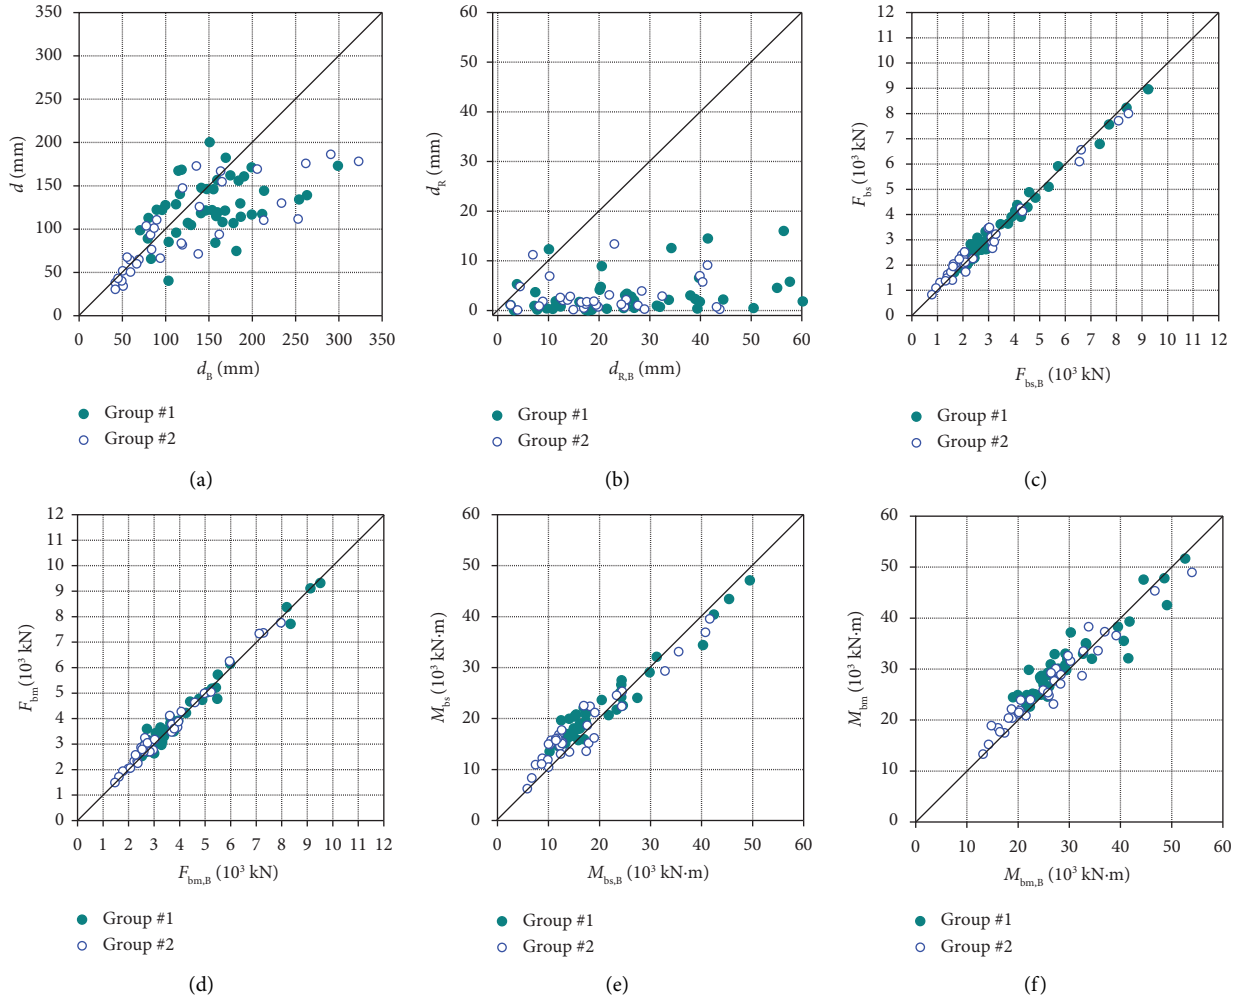 350
300
250
200
150
100
50
0
d (mm)
0 50 100 150 200 250 300 350
d_B (mm)
Group #1
Group #2
(a)
60
50
40
30
20
10
0
d_R (mm)
0 10 20 30 40 50 60
d_R,B (mm)
Group #1
Group #2
(b)
12
11
10
9
8
7
6
5
4
3
2
1
0
F_bs (10³ kN)
0 1 2 3 4 5 6 7 8 9 10 11 12
F_bs,B (10³ kN)
Group #1
Group #2
(c)
12
11
10
9
8
7
6
5
4
3
2
1
0
F_bm (10³ kN)
0 1 2 3 4 5 6 7 8 9 10 11 12
F_bm,B (10³ kN)
Group #1
Group #2
(d)
60
50
40
30
20
10
0
M_bs (10³ kN·m)
0 10 20 30 40 50 60
M_bs,B (10³ kN·m)
Group #1
Group #2
(e)
60
50
40
30
20
10
0
M_bm (10³ kN·m)
0 10 20 30 40 50 60
M_bm,B (10³ kN·m)
Group #1
Group #2
(f)